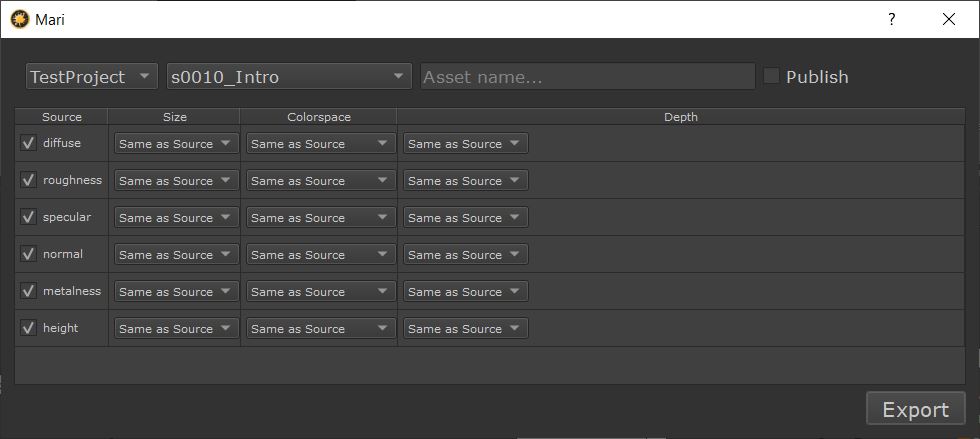 Mari ?
TestProject s0010_Intro Asset name... Publish
Source Size Colorspace Depth
diffuse Same as Source Same as Source Same as Source
roughness Same as Source Same as Source Same as Source
specular Same as Source Same as Source Same as Source
normal Same as Source Same as Source Same as Source
metalness Same as Source Same as Source Same as Source
height Same as Source Same as Source Same as Source
Export